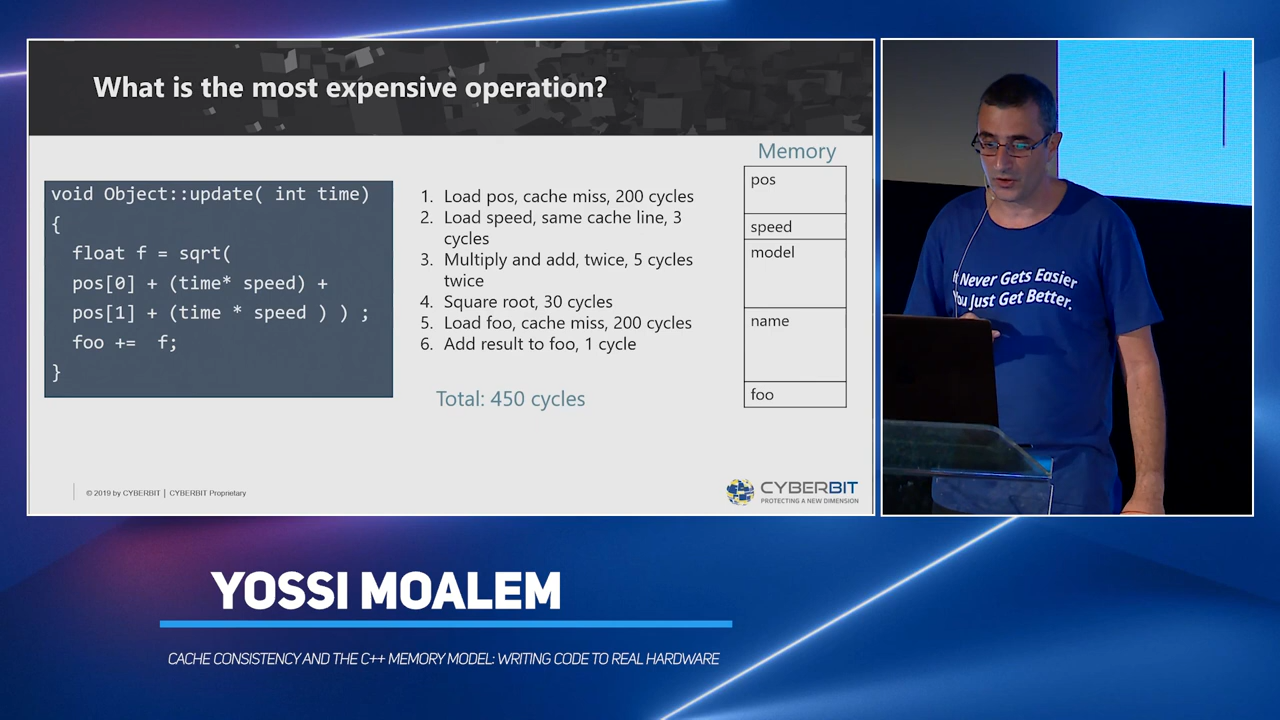 What is the most expensive operation?
void Object::update( int time)
{
float f = sqrt(
pos[0] + (time* speed) +
pos[1] + (time * speed ) ) ;
foo += f;
}
1. Load pos, cache miss, 200 cycles
2. Load speed, same cache line, 3
cycles
3. Multiply and add, twice, 5 cycles
twice
4. Square root, 30 cycles
5. Load foo, cache miss, 200 cycles
6. Add result to foo, 1 cycle
Total: 450 cycles
Memory
pos
speed
model
name
foo
© 2019 by CYBERBIT | CYBERBIT Proprietary
CYBERBIT
PROTECTING A NEW DIMENSION
Never Gets Easier
You Just Get Better.
YOSSI MOALEM
CACHE CONSISTENCY AND THE C++ MEMORY MODEL: WRITING CODE TO REAL HARDWARE